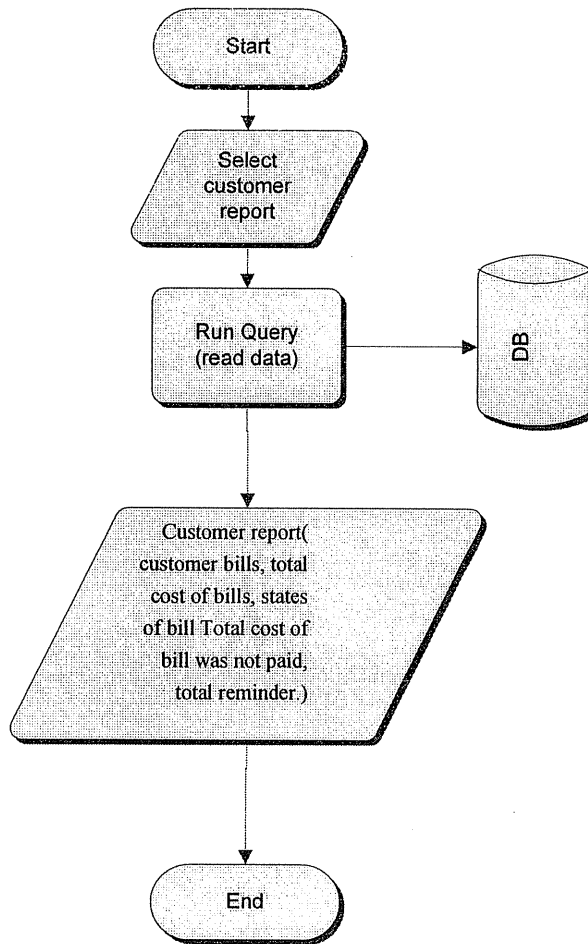 Start
Select
customer
report
Run Query
(read data)
DB
Customer report(
customer bills, total
cost of bills, states
of bill Total cost of
bill was not paid,
total reminder.)
End